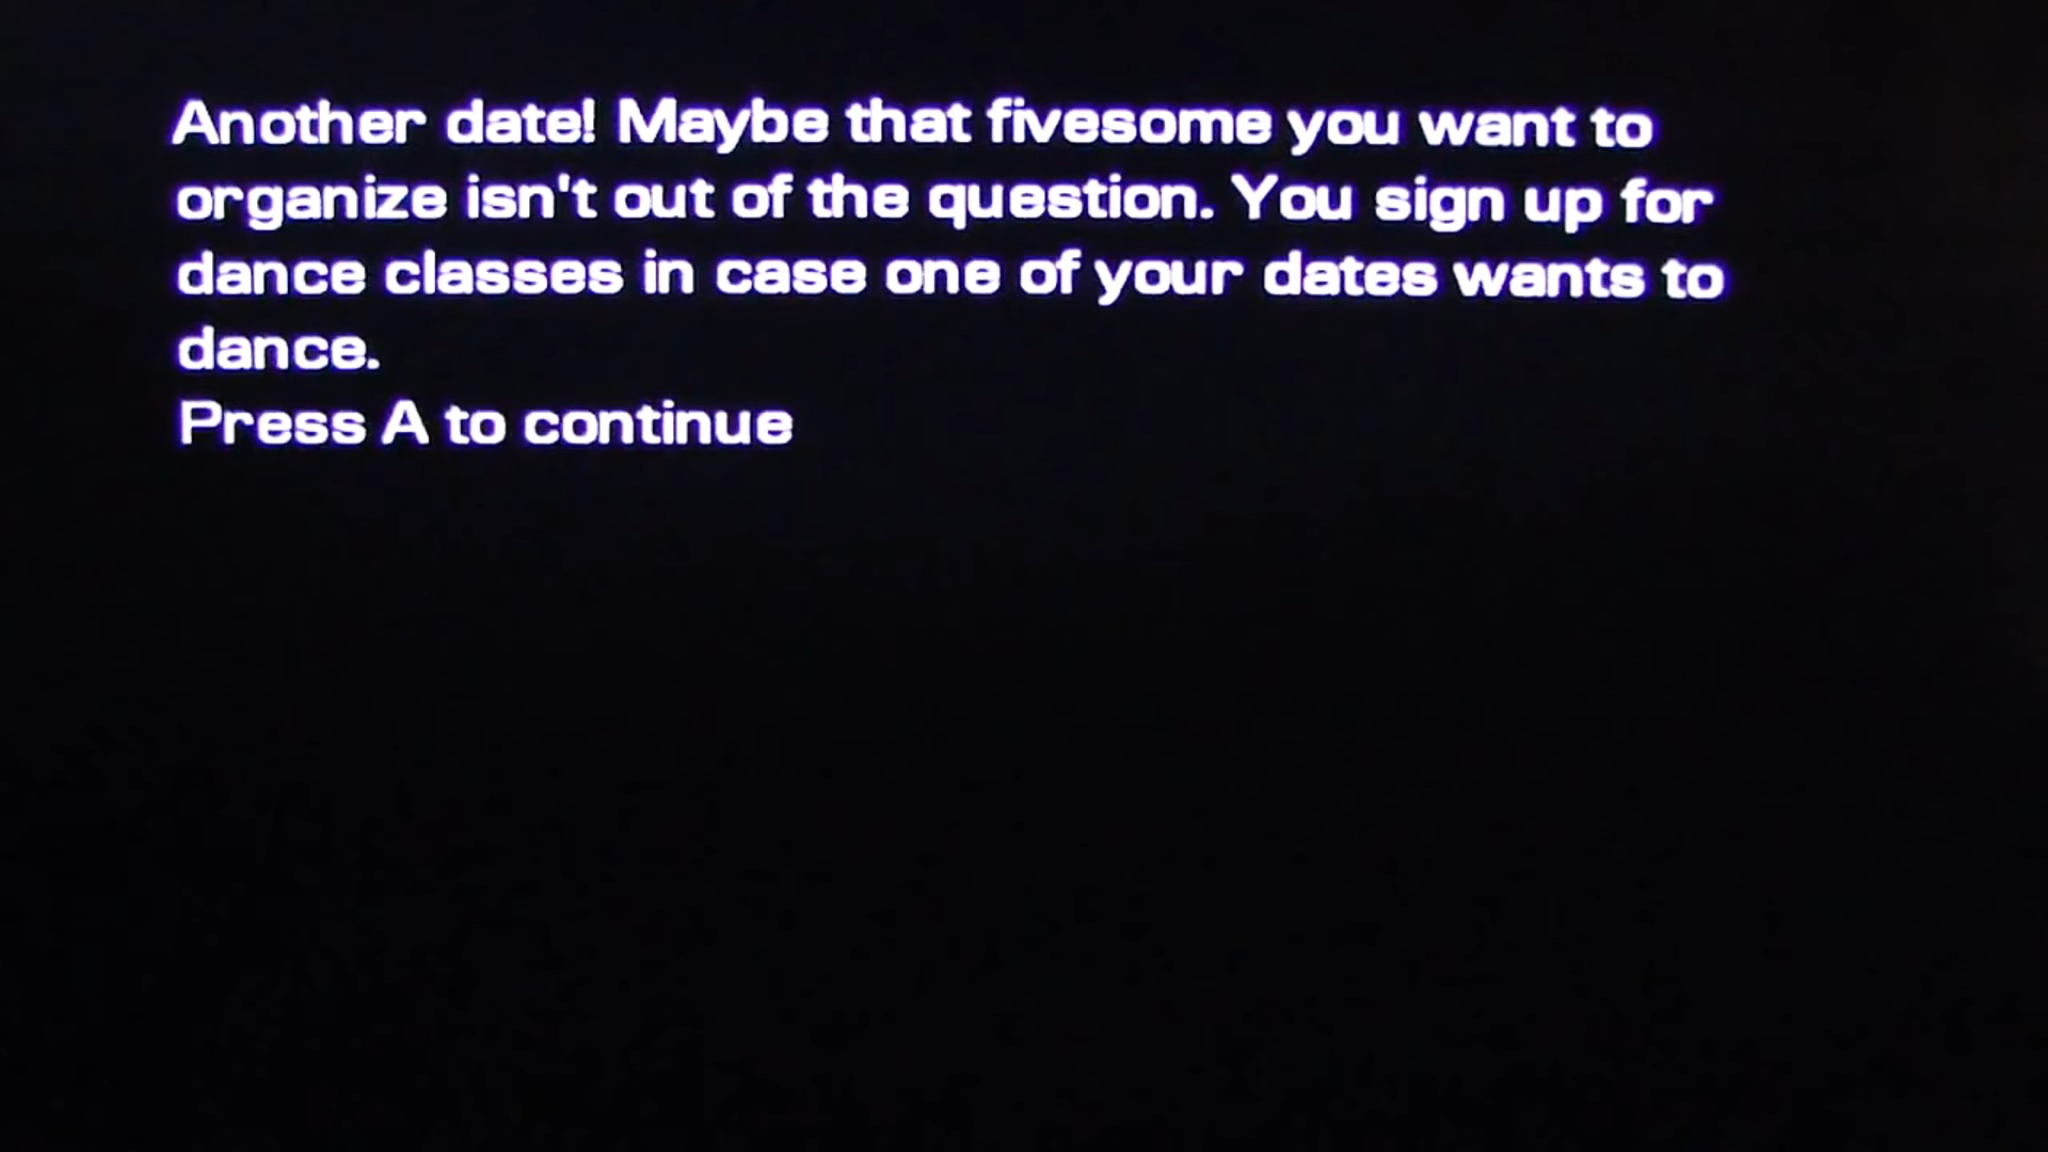 Another date! Maybe that fivesome you want to
organize isn't out of the question. You sign up for
dance classes in case one of your dates wants to
dance.
Press A to continue